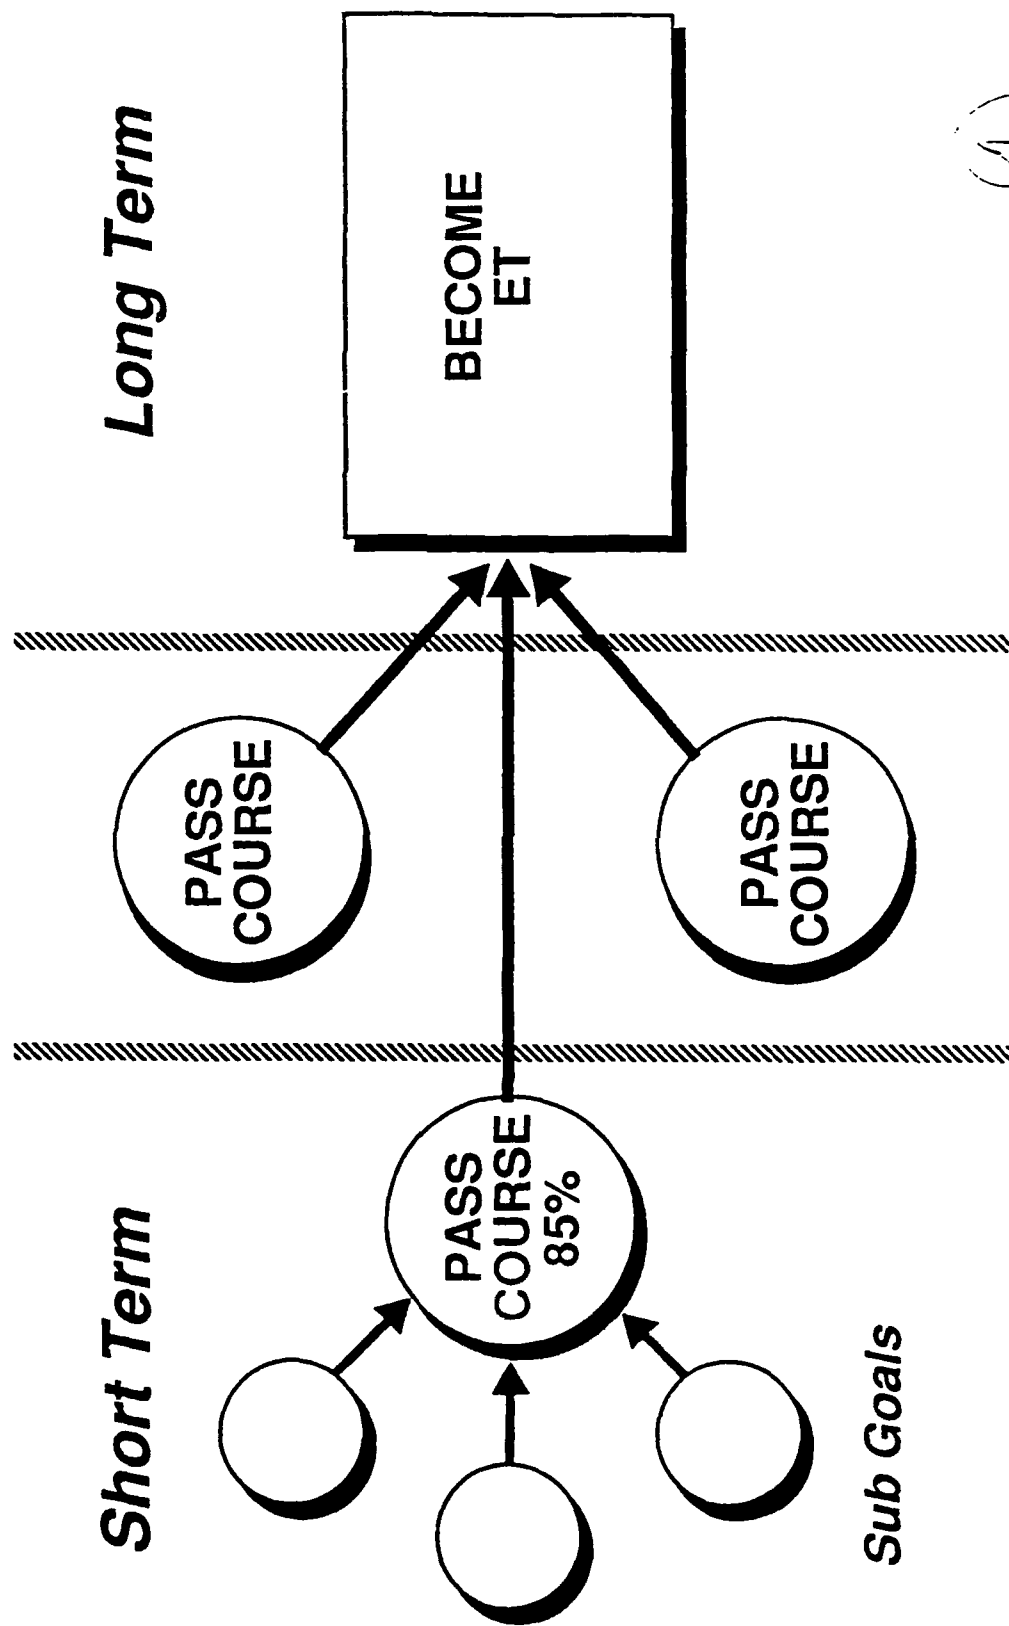 Short Term
Long Term
PASS
COURSE
PASS
COURSE
85%
BECOME
ET
PASS
COURSE
Sub Goals